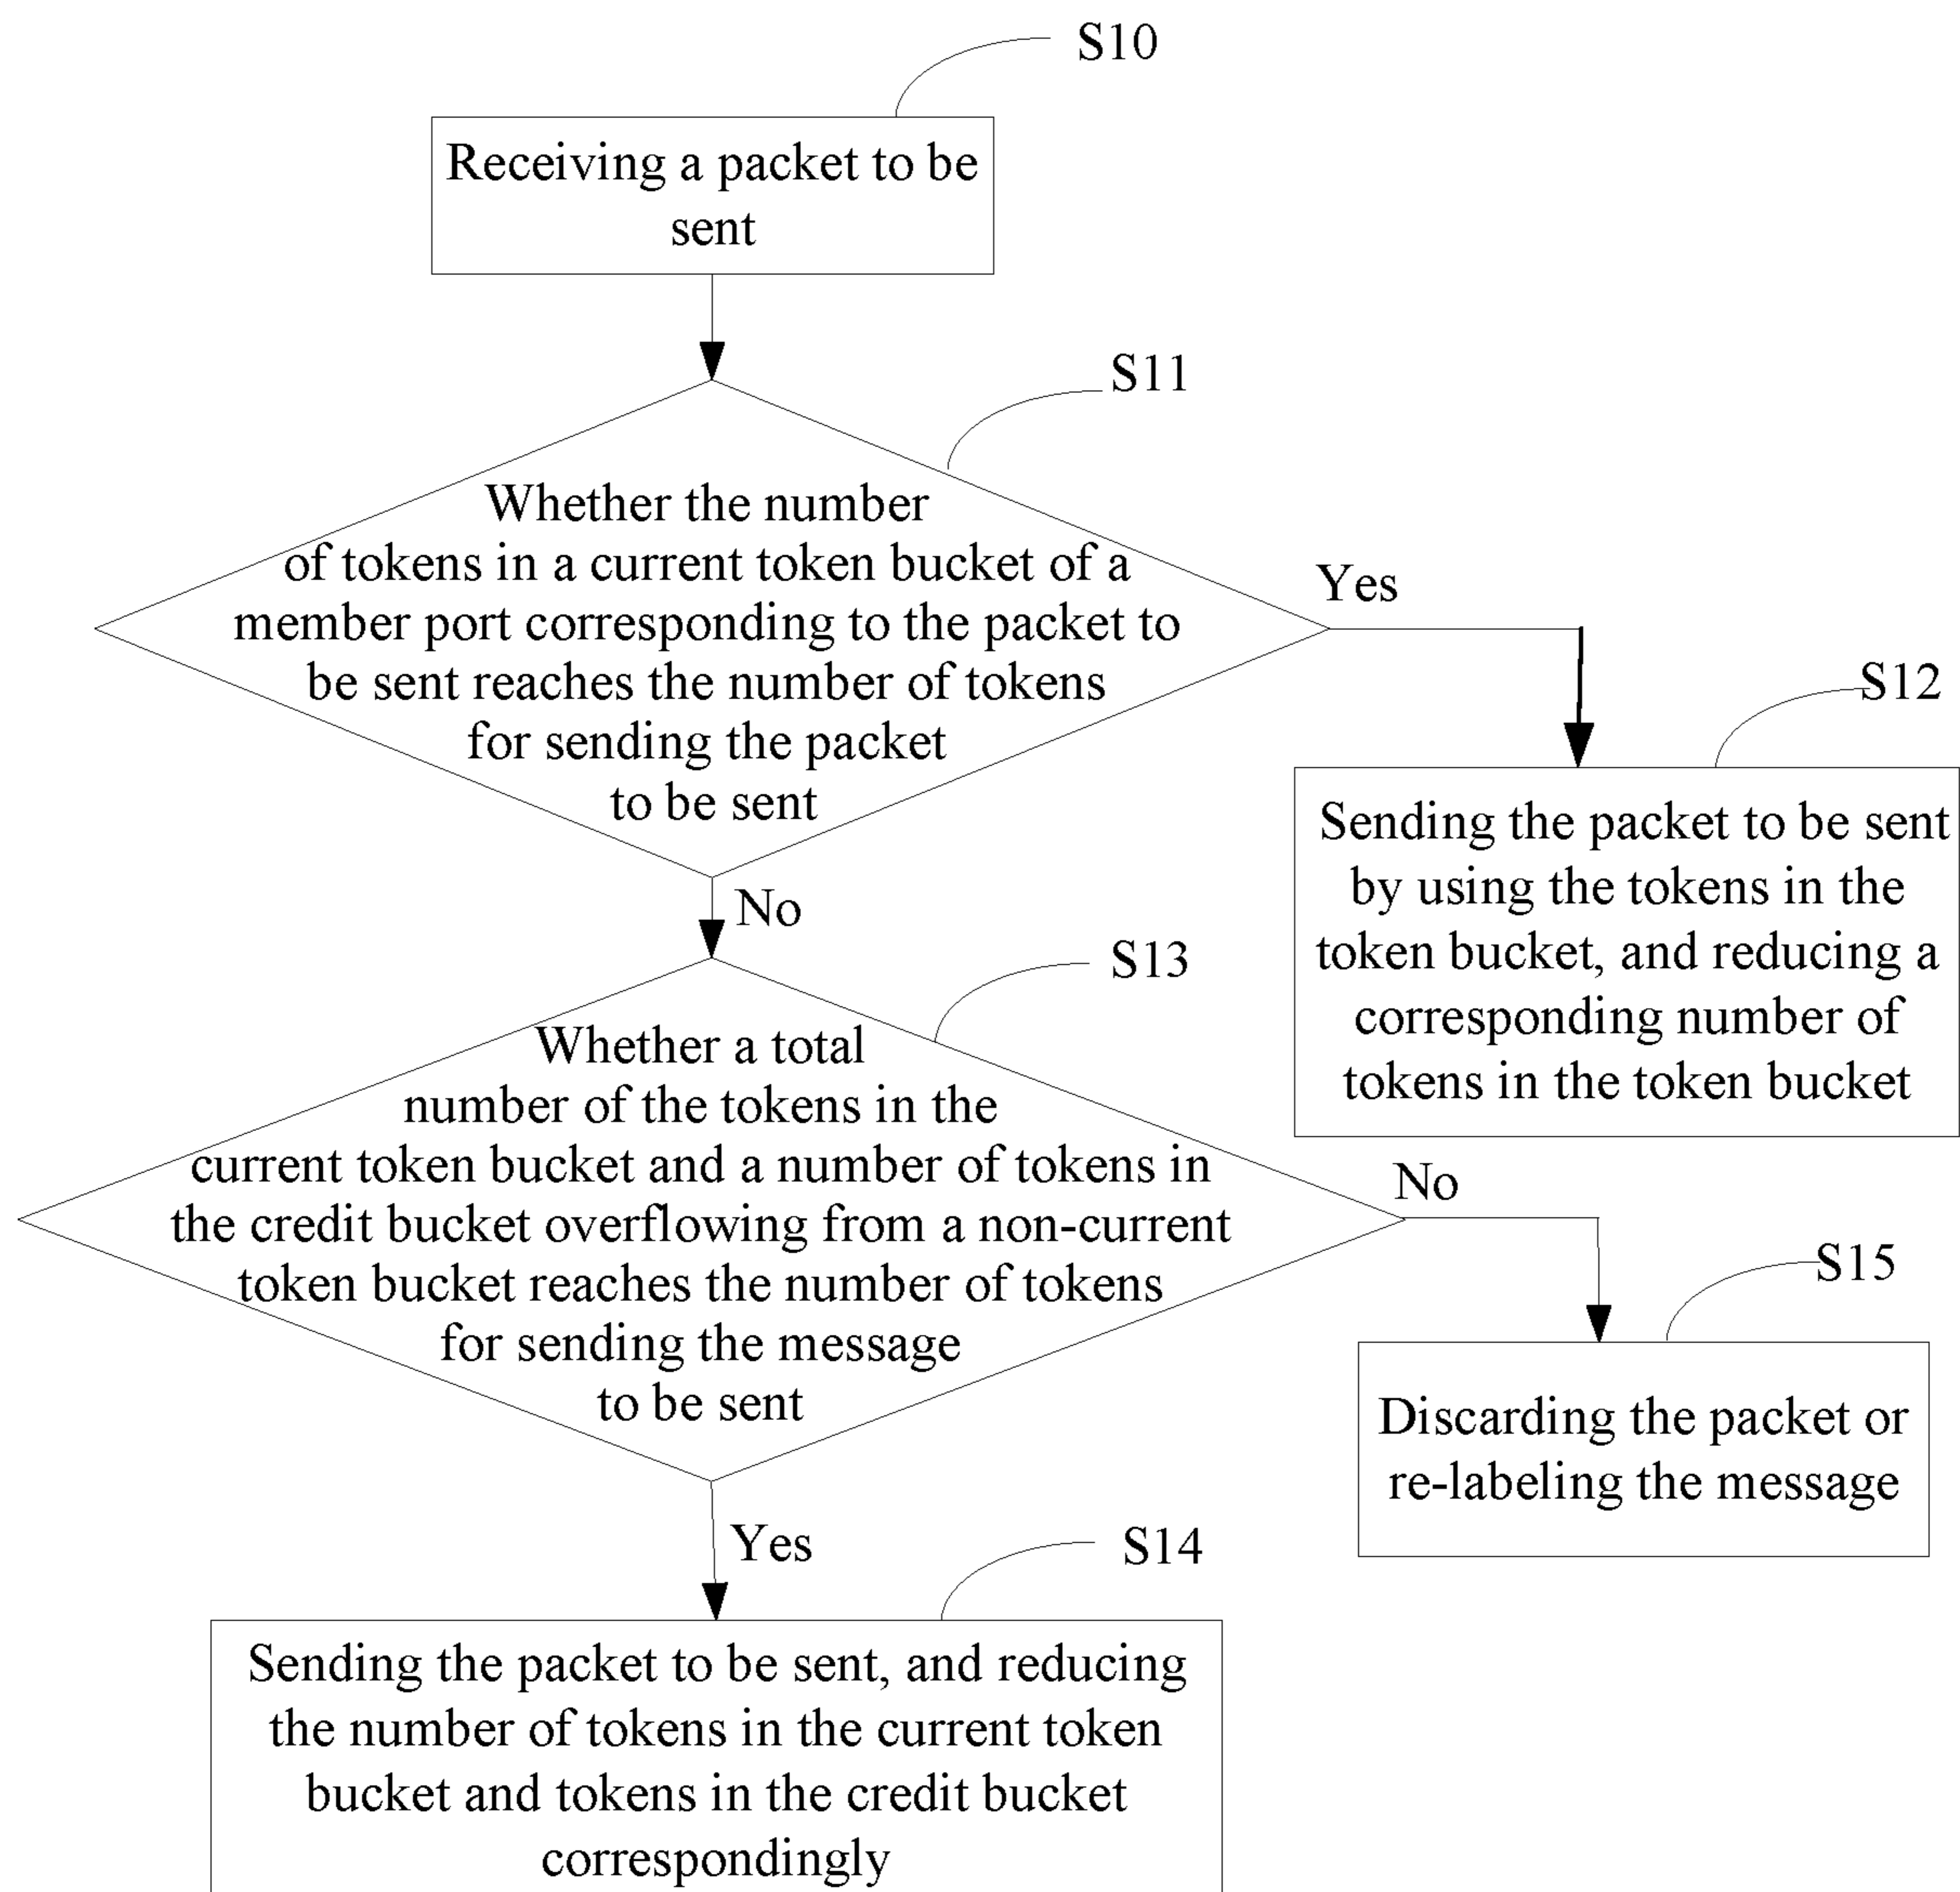 S10
Receiving a packet to be
sent
S11
Whether the number
of tokens in a current token bucket of a
member port corresponding to the packet to
be sent reaches the number of tokens
for sending the packet
to be sent
Yes
S12
Sending the packet to be sent
by using the tokens in the
token bucket, and reducing a
corresponding number of
tokens in the token bucket
No
S13
Whether a total
number of the tokens in the
current token bucket and a number of tokens in
the credit bucket overflowing from a non-current
token bucket reaches the number of tokens
for sending the message
to be sent
No
S15
Discarding the packet or
re-labeling the message
Yes
S14
Sending the packet to be sent, and reducing
the number of tokens in the current token
bucket and tokens in the credit bucket
correspondingly